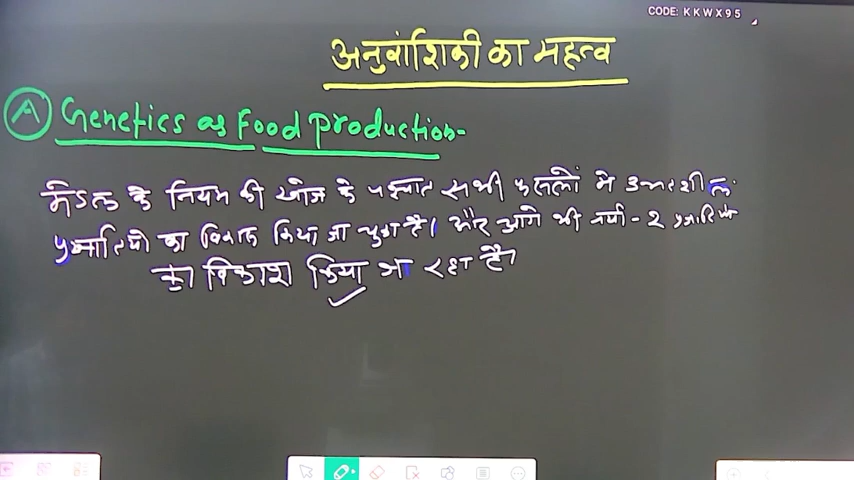 CODE: KKWX95
अनुवांशिकी का महत्व
A Genetics as Food Production-
मेंडल के नियम की खोज के पश्चात सभी फसलों में उन्नतशील
प्रजातियों का विकाश किया जा चुका है। और आगे भी नयी-2 प्रजातियों
का विकाश किया जा रहा है।